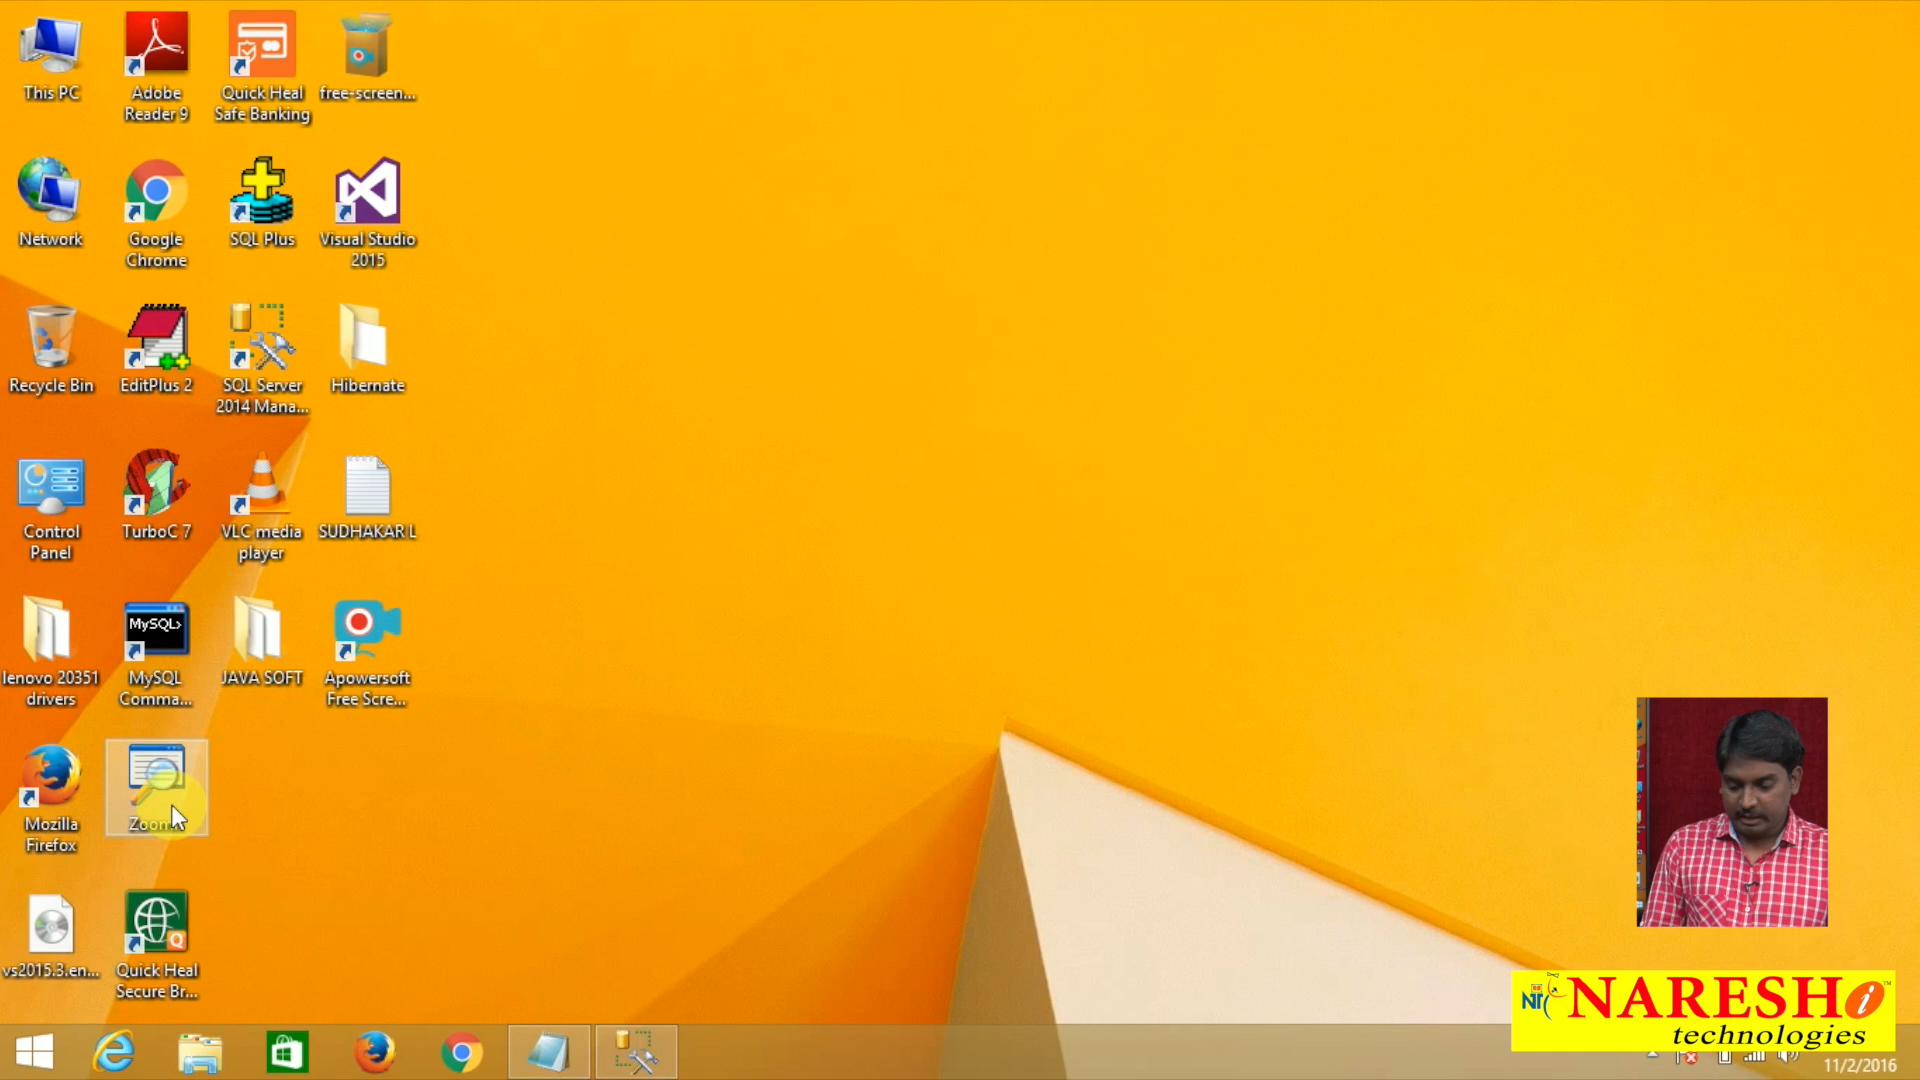 This PC
Adobe
Reader 9
Quick Heal
Safe Banking
free-screen...
Network
Google
Chrome
SQL Plus
Visual Studio
2015
Recycle Bin
EditPlus 2
SQL Server
2014 Mana...
Hibernate
Control
Panel
TurboC 7
VLC media
player
SUDHAKAR L
lenovo 20351
drivers
MySQL>
MySQL
Comma...
JAVA SOFT
Apowersoft
Free Scre...
Mozilla
Firefox
vs2015.3.en...
Quick Heal
Secure Br...
NARESH i
technologies
11/2/2016